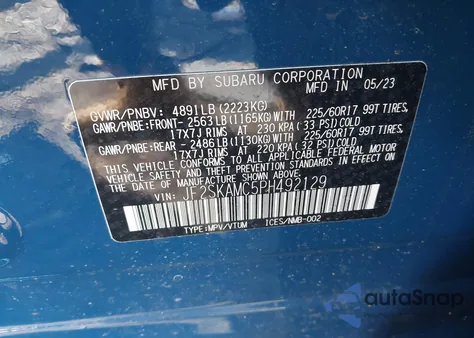 MFD BY SUBARU CORPORATION
MFD IN 05/23
GVWR/PNBV: 4891LB (2223KG)
GAWR/PNBE:FRONT- 2563LB (1165KG) 225/60R17 99T TIRES
17X7J RIMS AT 230 KPA (33 PSI) COLD
GAWR/PNBE:REAR - 2486LB (1130KG) 225/60R17 99T TIRES
17X7J RIMS AT 220 KPA (32 PSI) COLD
THIS VEHICLE CONFORMS TO ALL APPLICABLE FEDERAL MOTOR
VEHICLE SAFETY, BUMPER, AND THEFT PREVENTION STANDARDS
IN EFFECT ON THE DATE OF MANUFACTURE SHOWN ABOVE.
VIN: JF2SKAMC5PH492129
TYPE:MPV/VTUM ICES/NMB-002
autoSnap